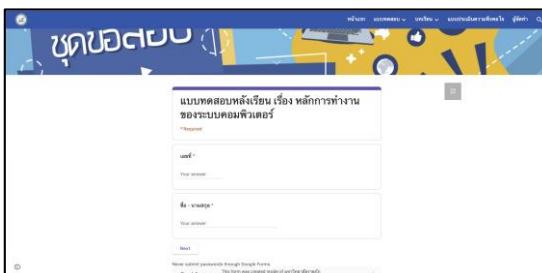 หน้าแรก แบบทดสอบ บทเรียน แบบประเมินความพึงพอใจ ผู้จัดทำ
ชุดข้อสอบ
แบบทดสอบหลังเรียน เรื่อง หลักการทำงาน
ของระบบคอมพิวเตอร์
* Required
เลขที่ *
Your answer
ชื่อ - นามสกุล *
Your answer
Next
Never submit passwords through Google Forms.
This form was created inside of